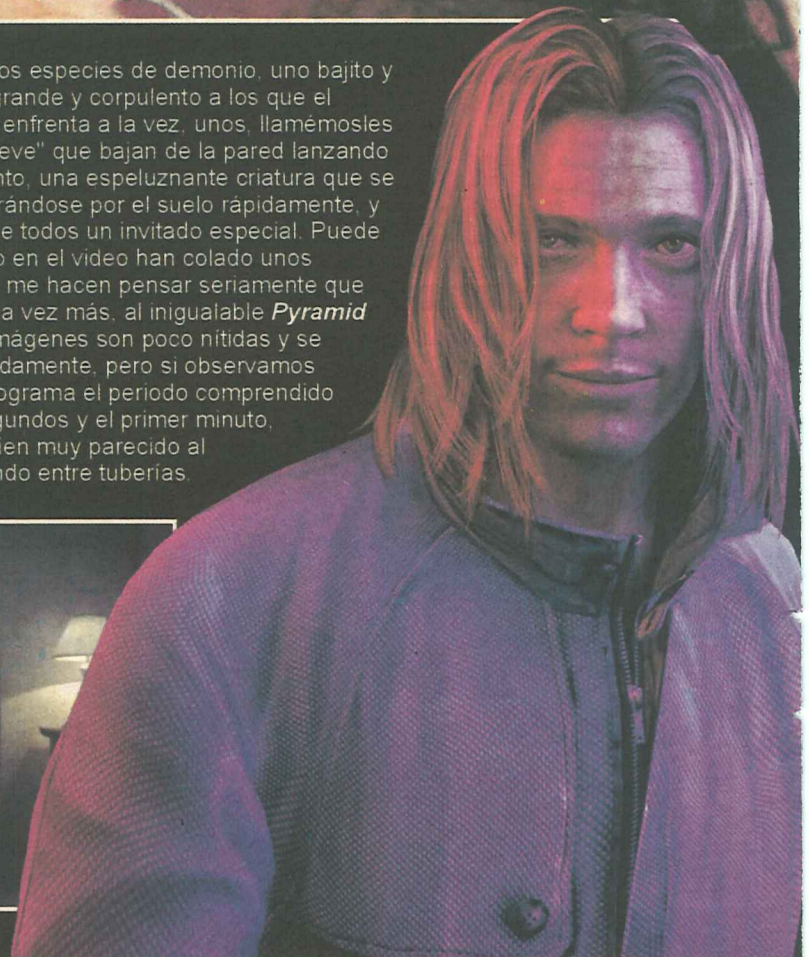 os especies de demonio, uno bajito y
grande y corpulento a los que el
enfrenta a la vez, unos, llamémosles
eve" que bajan de la pared lanzando
nto, una espeluznante criatura que se
rándose por el suelo rápidamente, y
e todos un invitado especial. Puede
o en el video han colado unos
me hacen pensar seriamente que
a vez más, al inigualable Pyramid
mágenes son poco nítidas y se
damente, pero si observamos
ograma el periodo comprendido
gundos y el primer minuto,
ien muy parecido al
ndo entre tuberías.